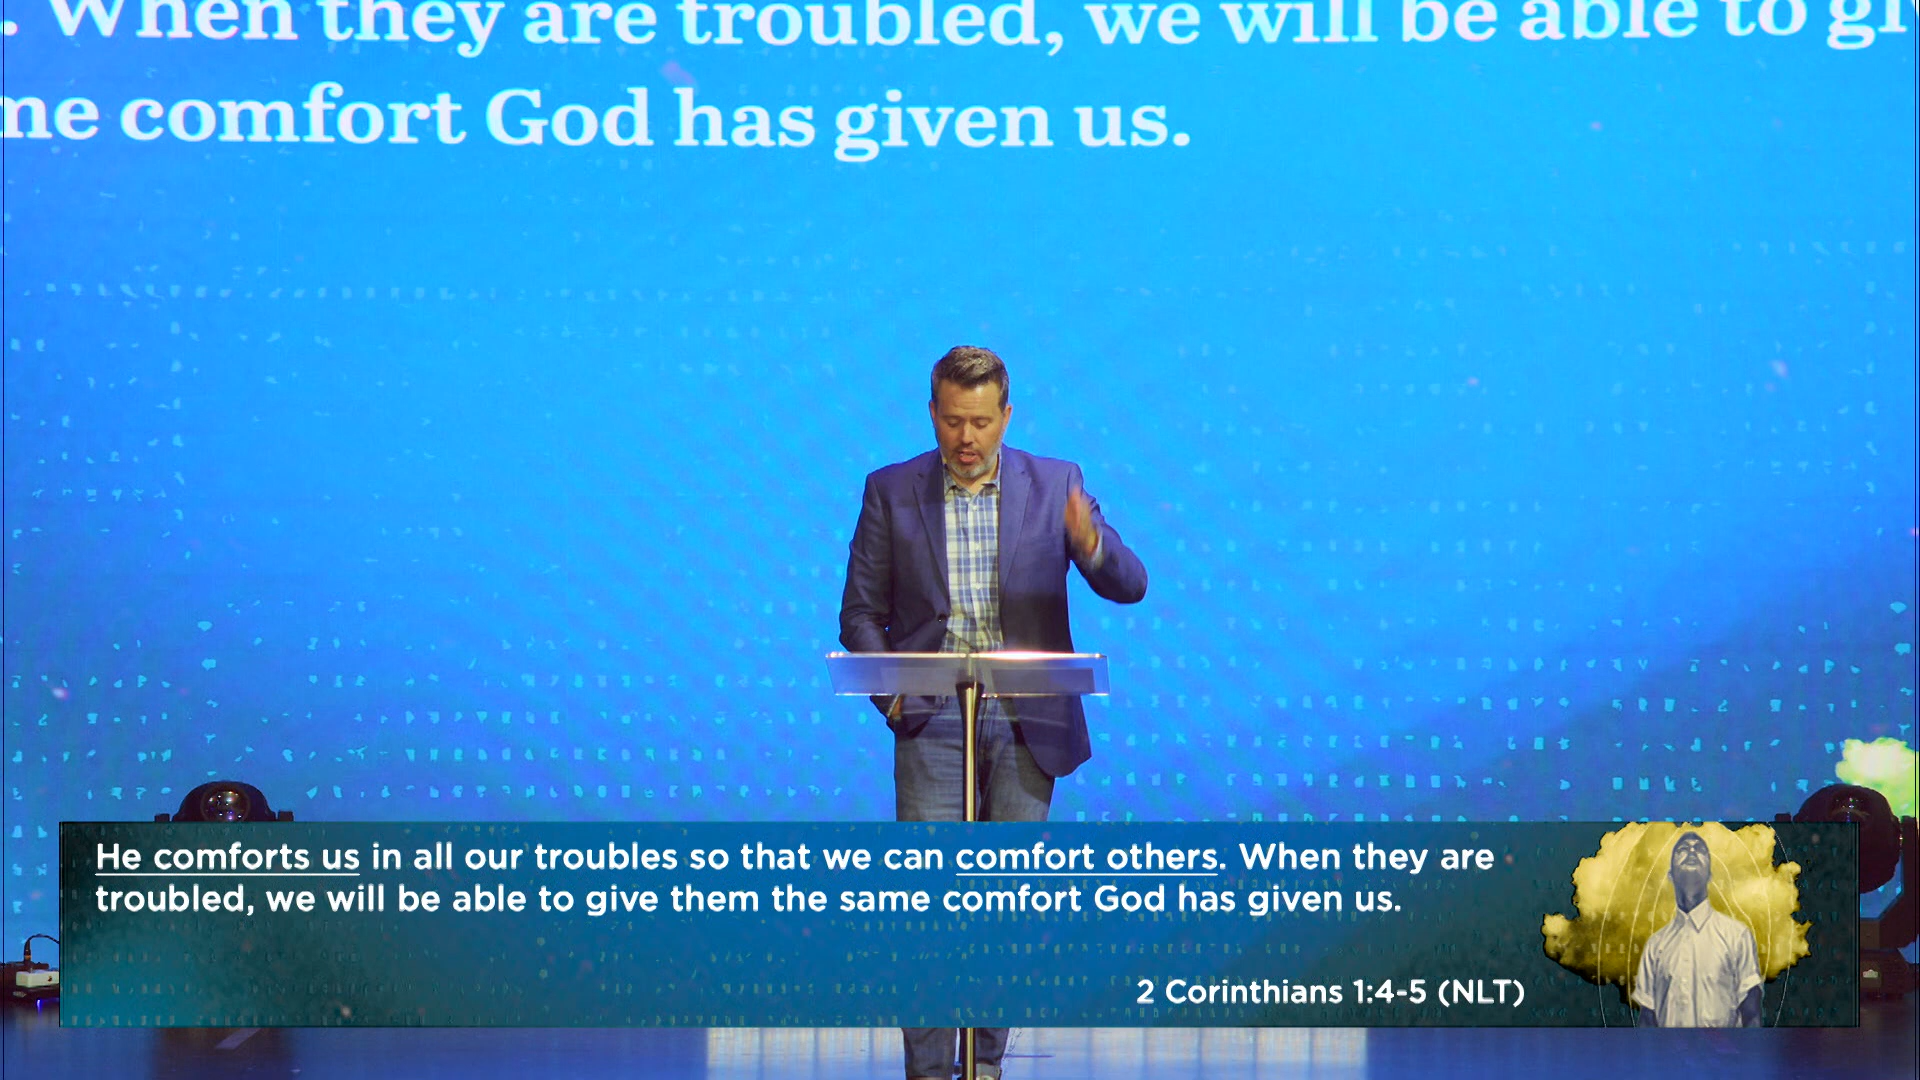 . When they are troubled, we will be able to gi
me comfort God has given us.
He comforts us in all our troubles so that we can comfort others. When they are
troubled, we will be able to give them the same comfort God has given us.
2 Corinthians 1:4-5 (NLT)